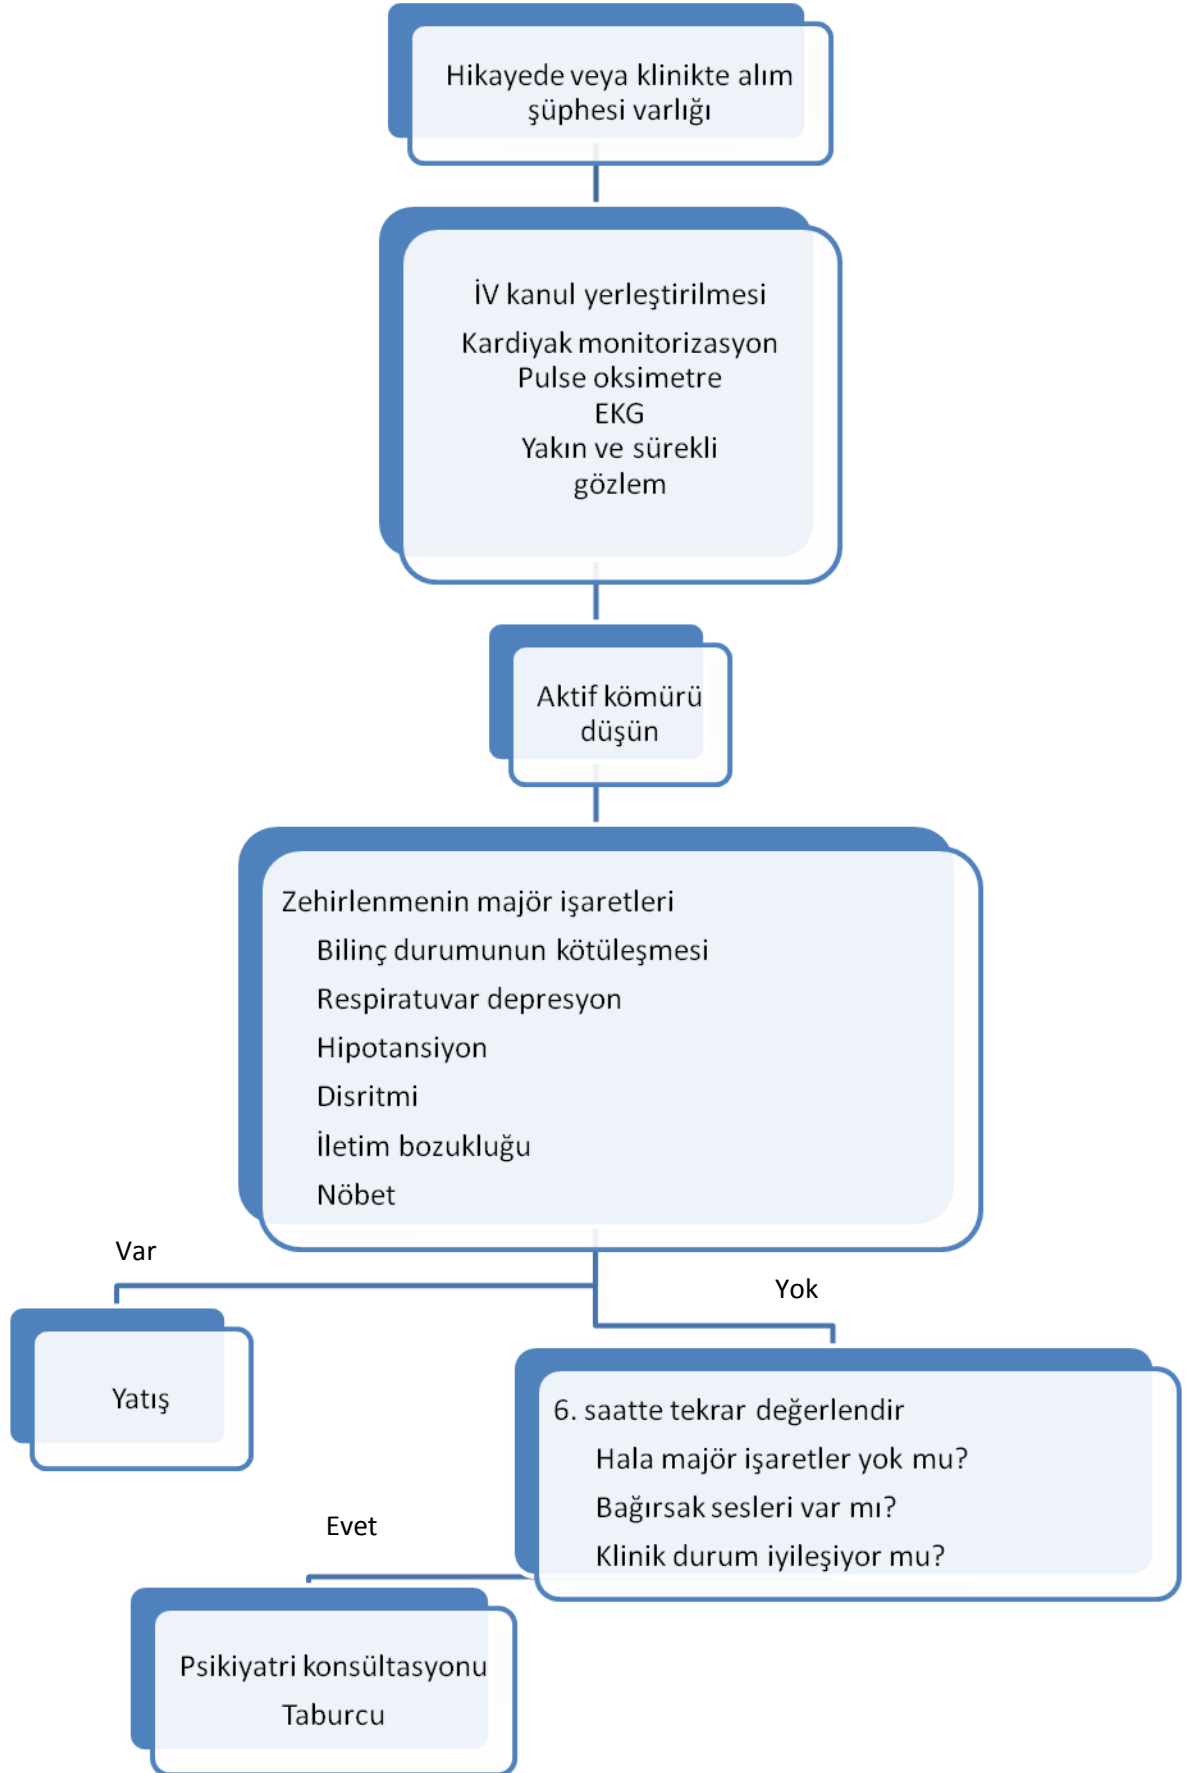 Hikayede veya klinikte alım
şüphesi varlığı
İV kanul yerleştirilmesi
Kardiyak monitorizasyon
Pulse oksimetre
EKG
Yakın ve sürekli
gözlem
Aktif kömürü
düşün
Zehirlenmenin majör işaretleri
Bilinç durumunun kötüleşmesi
Respiratuvar depresyon
Hipotansiyon
Disritmi
İletim bozukluğu
Nöbet
Var
Yok
Yatış
6. saatte tekrar değerlendir
Hala majör işaretler yok mu?
Bağırsak sesleri var mı?
Klinik durum iyileşiyor mu?
Evet
Psikiyatri konsültasyonu
Taburcu